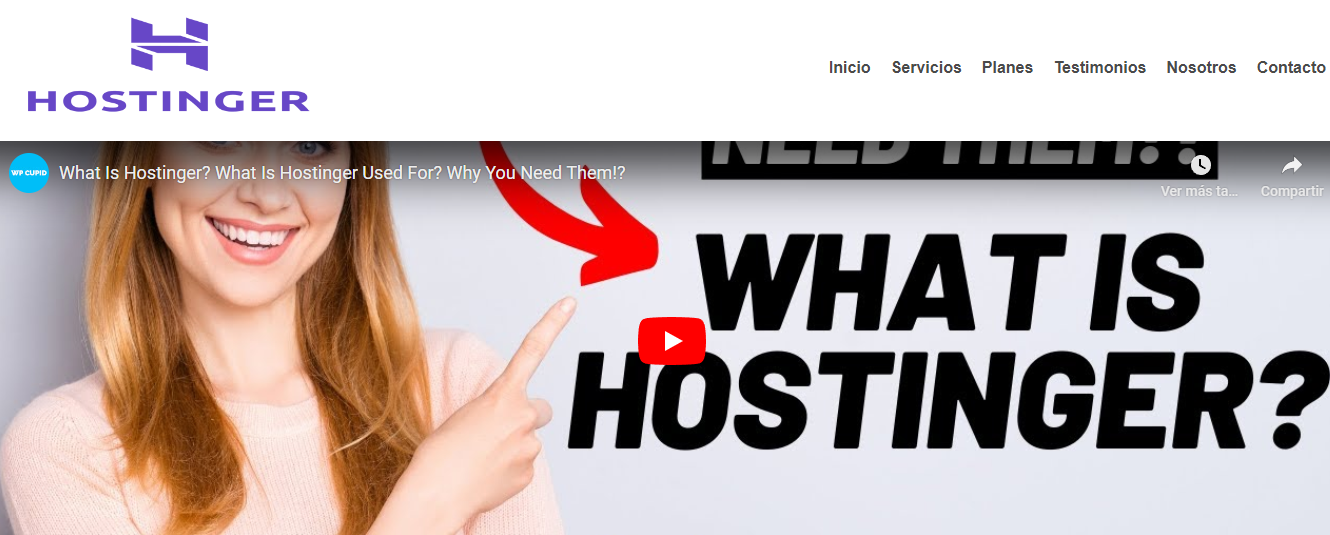 HOSTINGER
Inicio Servicios Planes Testimonios Nosotros Contacto
WP CUPID
What Is Hostinger? What Is Hostinger Used For? Why You Need Them!?
NEED THEM!?
Ver más ta...
Compartir
WHAT IS
HOSTINGER?